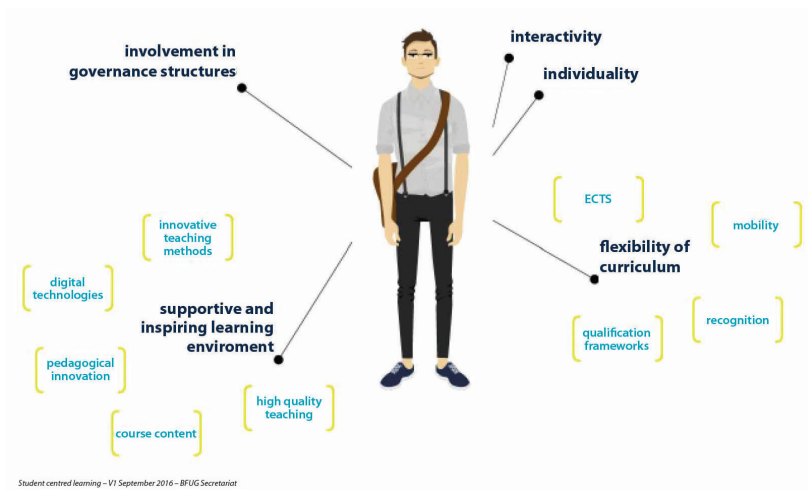 involvement in
governance structures
interactivity
individuality
ECTS
mobility
flexibility of
curriculum
recognition
qualification
frameworks
innovative
teaching
methods
digital
technologies
supportive and
inspiring learning
enviroment
pedagogical
innovation
high quality
teaching
course content
Student centred learning – V1 September 2016 – BFUG Secretariat